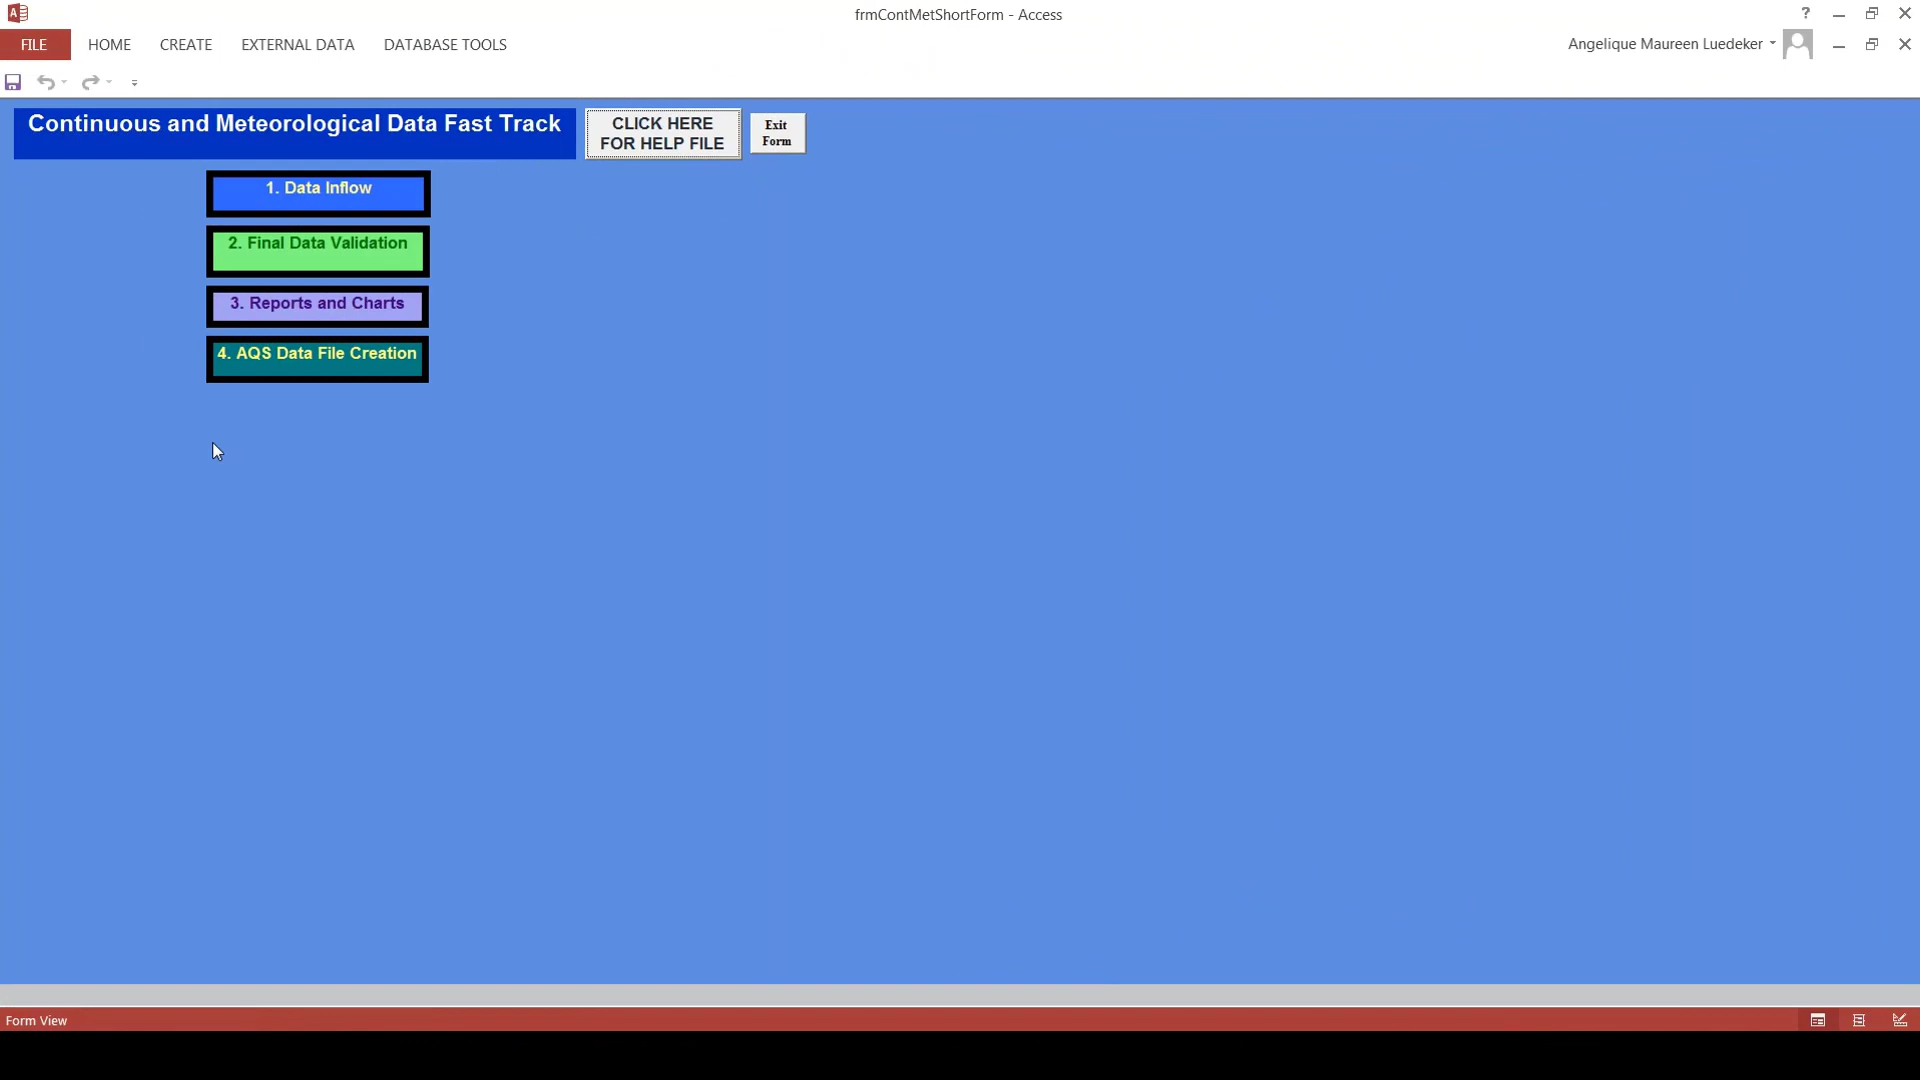 frmContMetShortForm - Access
?
FILE HOME CREATE EXTERNAL DATA DATABASE TOOLS
Angelique Maureen Luedeker
Continuous and Meteorological Data Fast Track
CLICK HERE
FOR HELP FILE
Exit
Form
1. Data Inflow
2. Final Data Validation
3. Reports and Charts
4. AQS Data File Creation
Form View